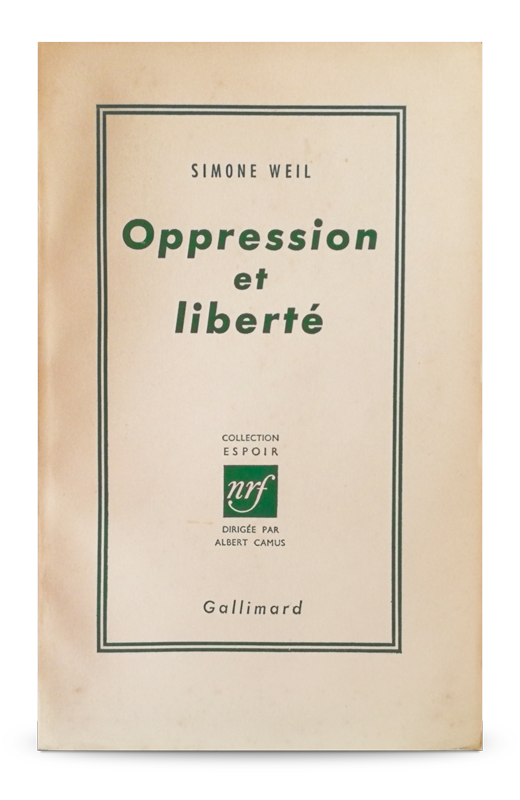 SIMONE WEIL
Oppression
et
liberté
COLLECTION
ESPOIR
nrf
DIRIGÉE PAR
ALBERT CAMUS
Gallimard